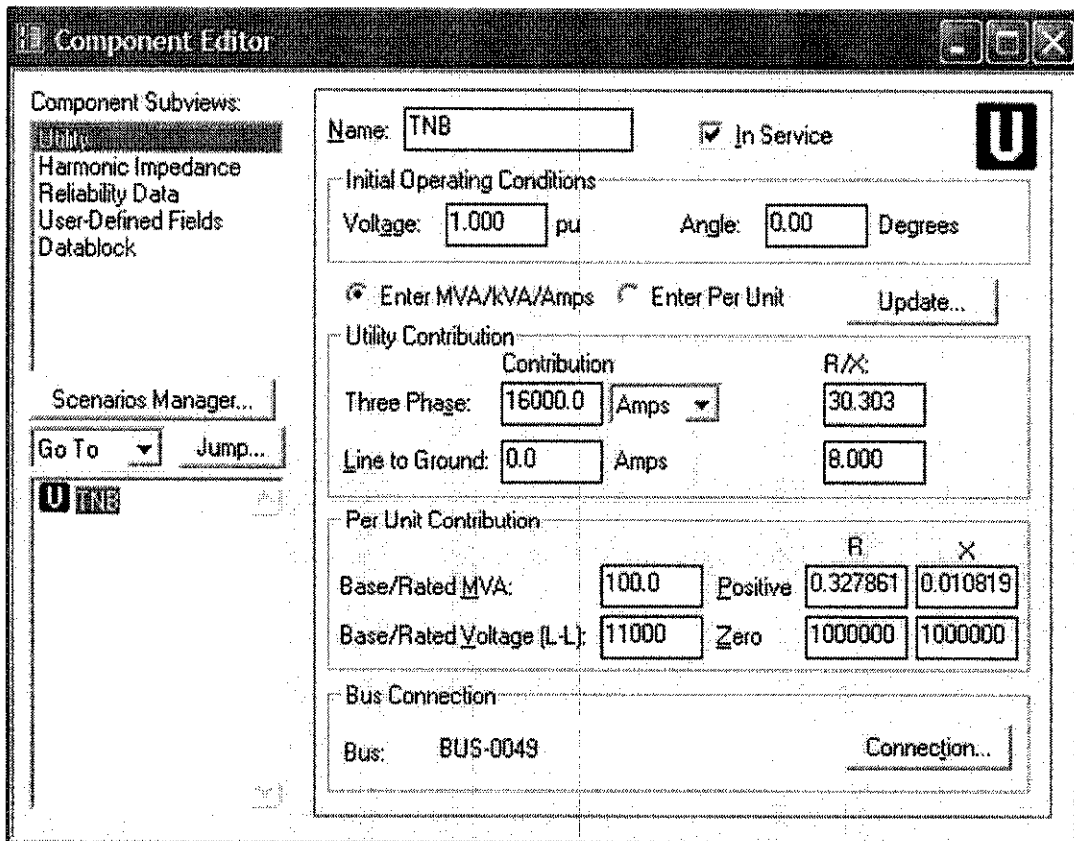 Component Editor
Component Subviews:
Utility
Harmonic Impedance
Reliability Data
User-Defined Fields
Datablock
Scenarios Manager...
Go To Jump...
U TNB
Name: TNB In Service U
Initial Operating Conditions
Voltage: 1.000 pu Angle: 0.00 Degrees
Enter MVA/kVA/Amps Enter Per Unit Update...
Utility Contribution
Contribution R/X:
Three Phase: 16000.0 Amps 30.303
Line to Ground: 0.0 Amps 8.000
Per Unit Contribution
R X
Base/Rated MVA: 100.0 Positive 0.327861 0.010819
Base/Rated Voltage (L-L): 11000 Zero 1000000 1000000
Bus Connection
Bus: BUS-0049 Connection...